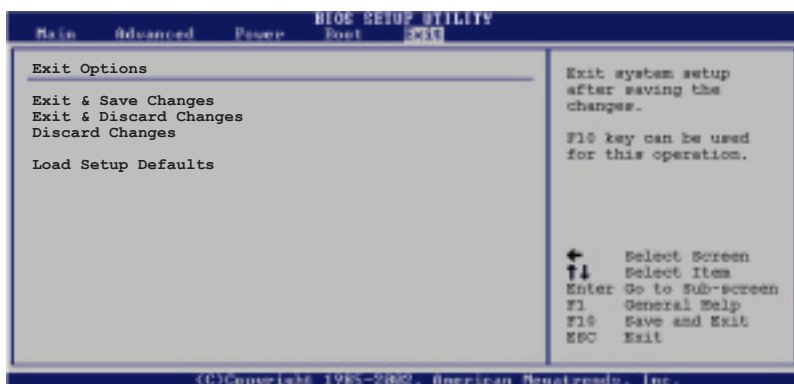 BIOS SETUP UTILITY
Main Advanced Power Boot Exit
Exit Options
Exit & Save Changes
Exit & Discard Changes
Discard Changes
Load Setup Defaults
Exit system setup
after saving the
changes.
F10 key can be used
for this operation.
← Select Screen
↑↓ Select Item
Enter Go to Sub-screen
F1 General Help
F10 Save and Exit
ESC Exit
(C)Copyright 1985-2002, American Megatrends, Inc.